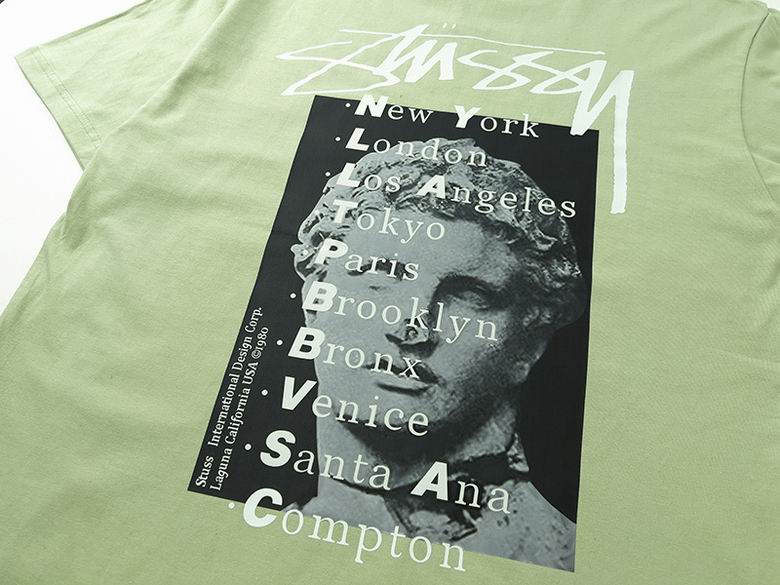 Stüssy
·New York
·London
·Los Angeles
·Tokyo
·Paris
·Brooklyn
·Bronx
·Venice
·Santa Ana
·Compton
Stuss International Design Corp.
Laguna California USA ©1980